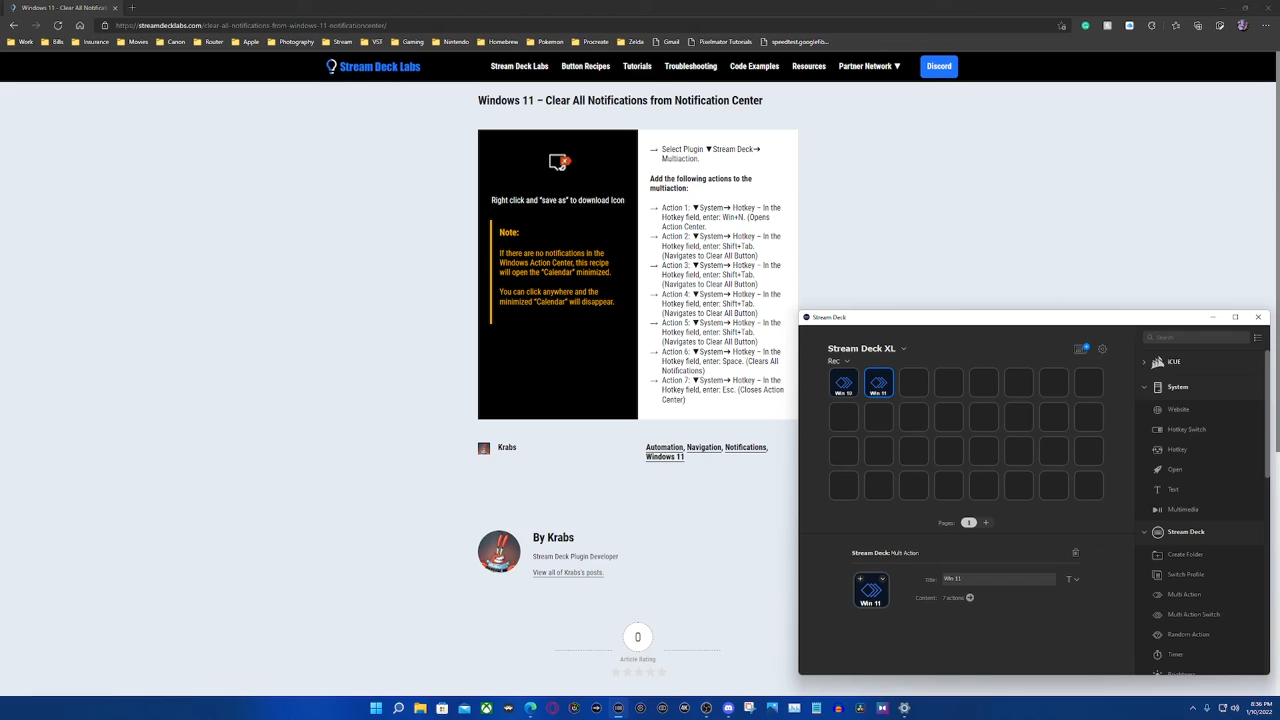 Windows 11 – Clear All Notifications f
https://streamdecklabs.com/clear-all-notifications-from-windows-11-notificationcenter/
Work Bills Insurance Movies Canon Router Apple Photography Stream VST Gaming Nintendo Homebrew Pokemon Procreate Zelda Gmail Pixelmator Tutorials speedtest.googlefib...
Stream Deck Labs
Stream Deck Labs Button Recipes Tutorials Troubleshooting Code Examples Resources Partner Network ▼ Discord
Windows 11 – Clear All Notifications from Notification Center
Right click and “save as” to download Icon
Note:
If there are no notifications in the
Windows Action Center, this recipe
will open the “Calendar” minimized.
You can click anywhere and the
minimized “Calendar” will disappear.
→ Select Plugin ▼Stream Deck→
Multiaction.
Add the following actions to the
multiaction:
→ Action 1: ▼System→ Hotkey – In the
Hotkey field, enter: Win+N. (Opens
Action Center.
→ Action 2: ▼System→ Hotkey – In the
Hotkey field, enter: Shift+Tab.
(Navigates to Clear All Button)
→ Action 3: ▼System→ Hotkey – In the
Hotkey field, enter: Shift+Tab.
(Navigates to Clear All Button)
→ Action 4: ▼System→ Hotkey – In the
Hotkey field, enter: Shift+Tab.
(Navigates to Clear All Button)
→ Action 5: ▼System→ Hotkey – In the
Hotkey field, enter: Shift+Tab.
(Navigates to Clear All Button)
→ Action 6: ▼System→ Hotkey – In the
Hotkey field, enter: Space. (Clears All
Notifications)
→ Action 7: ▼System→ Hotkey – In the
Hotkey field, enter: Esc. (Closes Action
Center)
Krabs
Automation, Navigation, Notifications,
Windows 11
By Krabs
Stream Deck Plugin Developer
View all of Krabs's posts.
0
Article Rating
Stream Deck
Stream Deck XL
Rec
Win 10 Win 11
Pages: 1 +
Stream Deck: Multi Action
Title: Win 11
Content: 7 actions
Win 11
Search
iCUE
System
Website
Hotkey Switch
Hotkey
Open
Text
Multimedia
Stream Deck
Create Folder
Switch Profile
Multi Action
Multi Action Switch
Random Action
Timer
Brightness
8:36 PM
1/10/2022